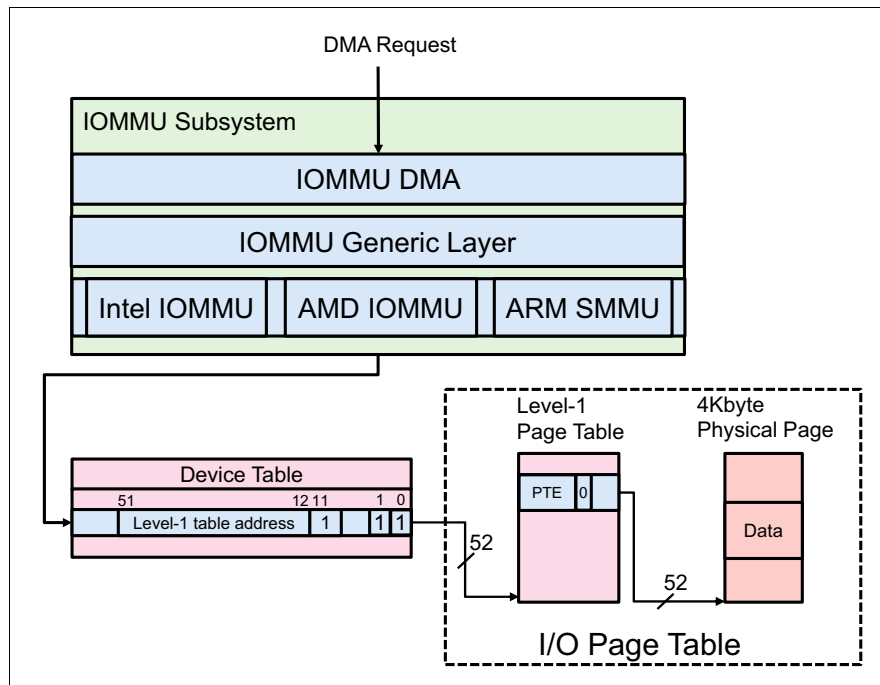 DMA Request
IOMMU Subsystem
IOMMU DMA
IOMMU Generic Layer
Intel IOMMU
AMD IOMMU
ARM SMMU
Device Table
51 12 11 1 0
Level-1 table address 1 1 1
52
Level-1
Page Table
PTE 0
52
4Kbyte
Physical Page
Data
I/O Page Table